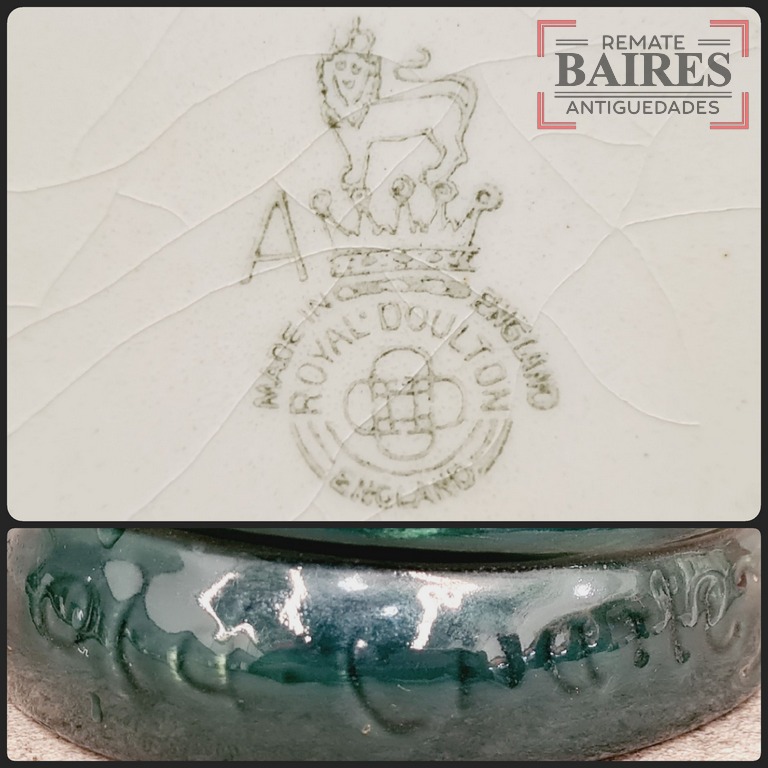 REMATE
BAIRES
ANTIGUEDADES
A
MADE IN ENGLAND
ROYAL DOULTON
ENGLAND